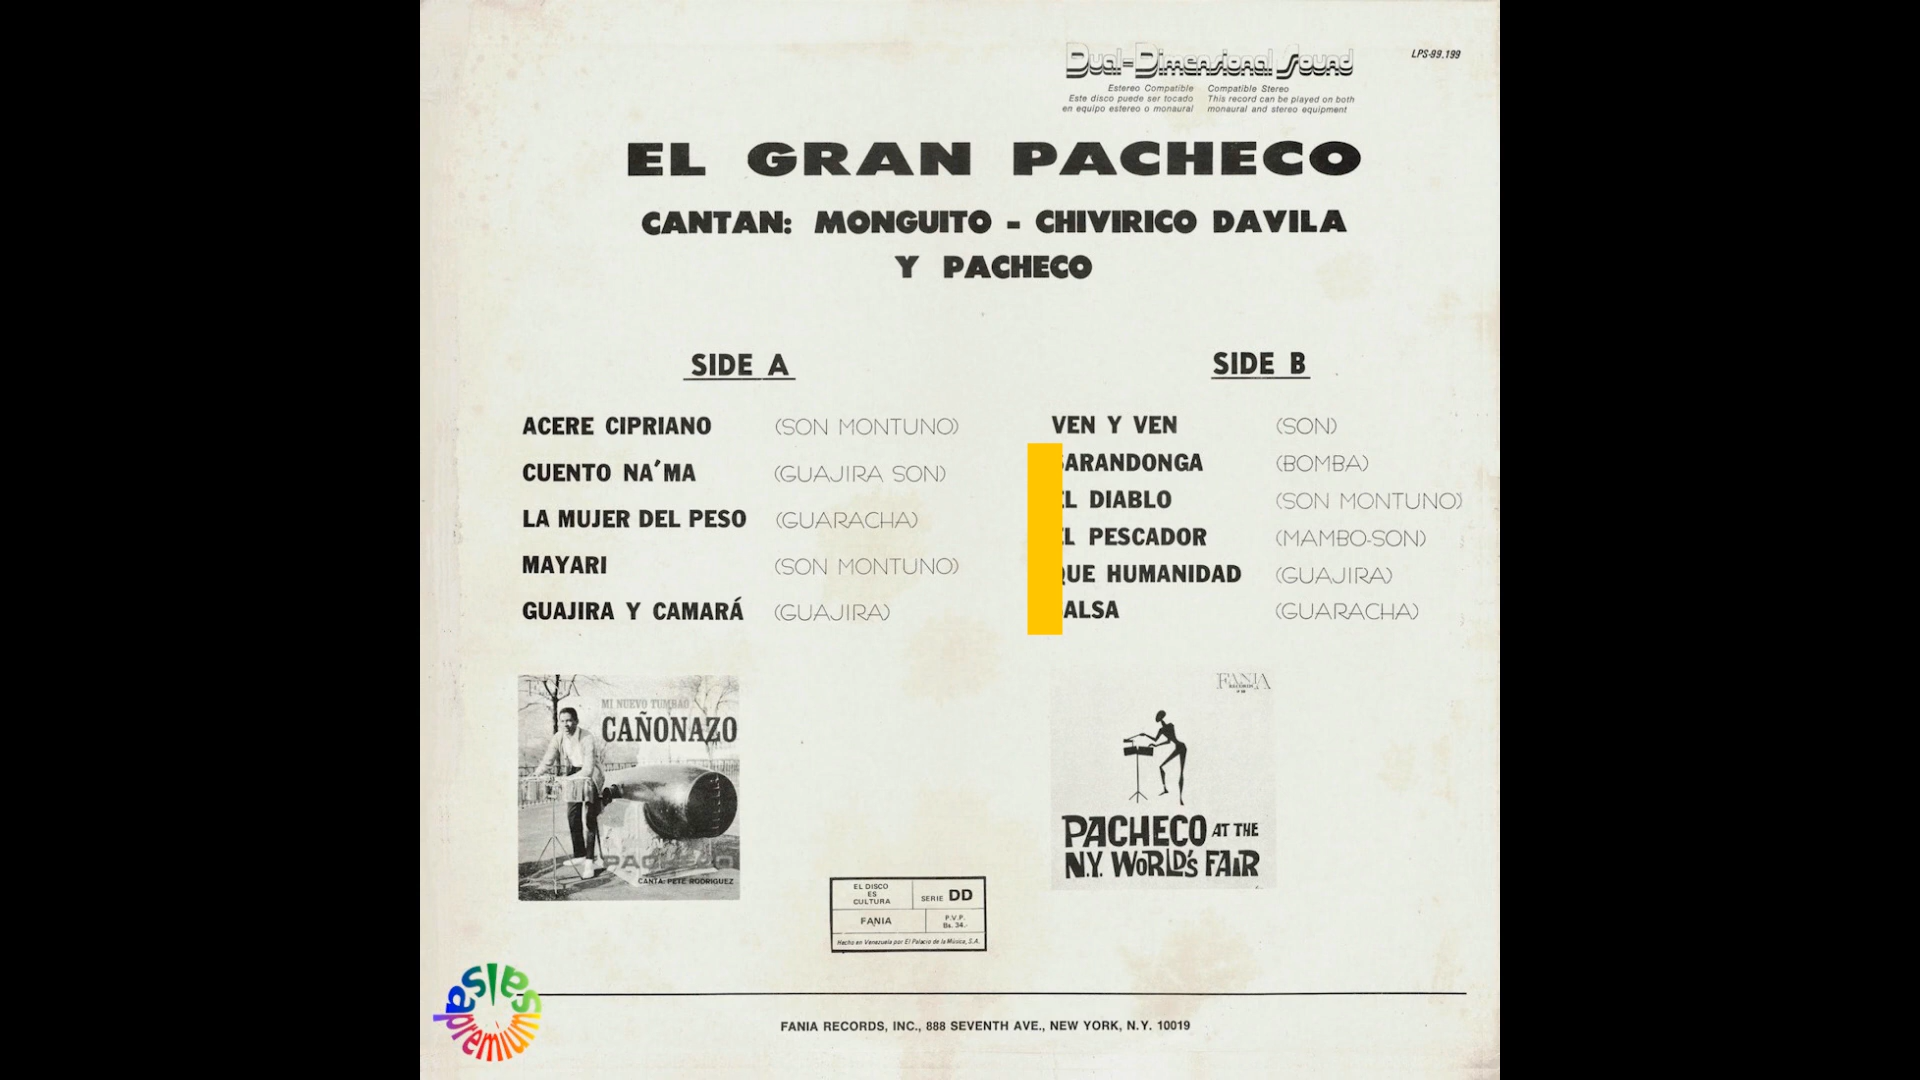 Dual-Dimensional Sound
LPS-99.199
Estereo Compatible
Este disco puede ser tocado
en equipo estereo o monaural
Compatible Stereo
This record can be played on both
monaural and stereo equipment
EL GRAN PACHECO
CANTAN: MONGUITO - CHIVIRICO DAVILA
Y PACHECO
SIDE A
ACERE CIPRIANO (SON MONTUNO)
CUENTO NA'MA (GUAJIRA SON)
LA MUJER DEL PESO (GUARACHA)
MAYARI (SON MONTUNO)
GUAJIRA Y CAMARÁ (GUAJIRA)
SIDE B
VEN Y VEN (SON)
ARANDONGA (BOMBA)
L DIABLO (SON MONTUNO)
L PESCADOR (MAMBO-SON)
UE HUMANIDAD (GUAJIRA)
ALSA (GUARACHA)
FANIA
MI NUEVO TUMBAO
CAÑONAZO
PACHECO
CANTA: PETE RODRIGUEZ
FANIA
RECORDS
PACHECO AT THE
N.Y. WORLD'S FAIR
EL DISCO
ES
CULTURA
SERIE DD
FANIA
P.V.P.
Bs. 34.-
Hecho en Venezuela por El Palacio de la Música, S.A.
salsa premium
FANIA RECORDS, INC., 888 SEVENTH AVE., NEW YORK, N.Y. 10019